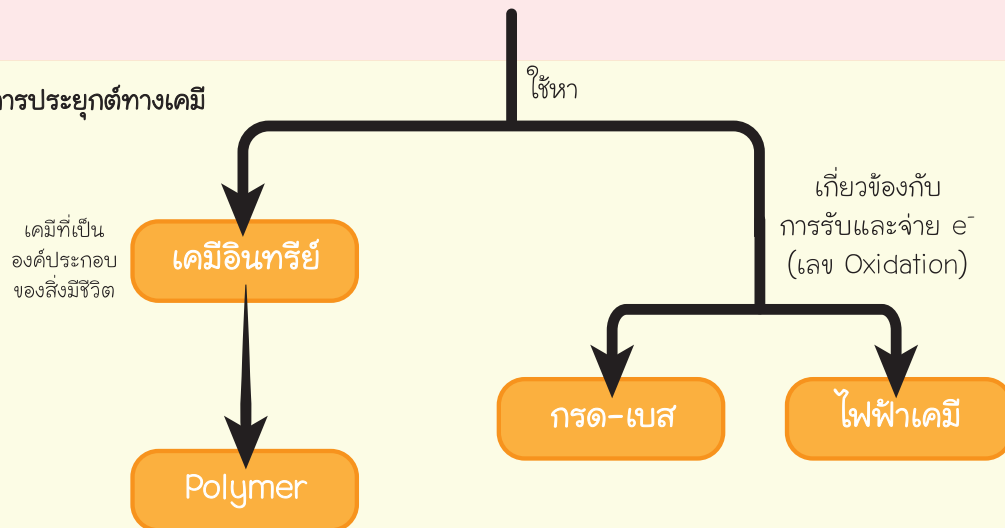 ใช้หา
การประยุกต์ทางเคมี
เกี่ยวข้องกับ
การรับและจ่าย e⁻
(เลข Oxidation)
เคมีที่เป็น
องค์ประกอบ
ของสิ่งมีชีวิต
เคมีอินทรีย์
กรด-เบส
ไฟฟ้าเคมี
Polymer